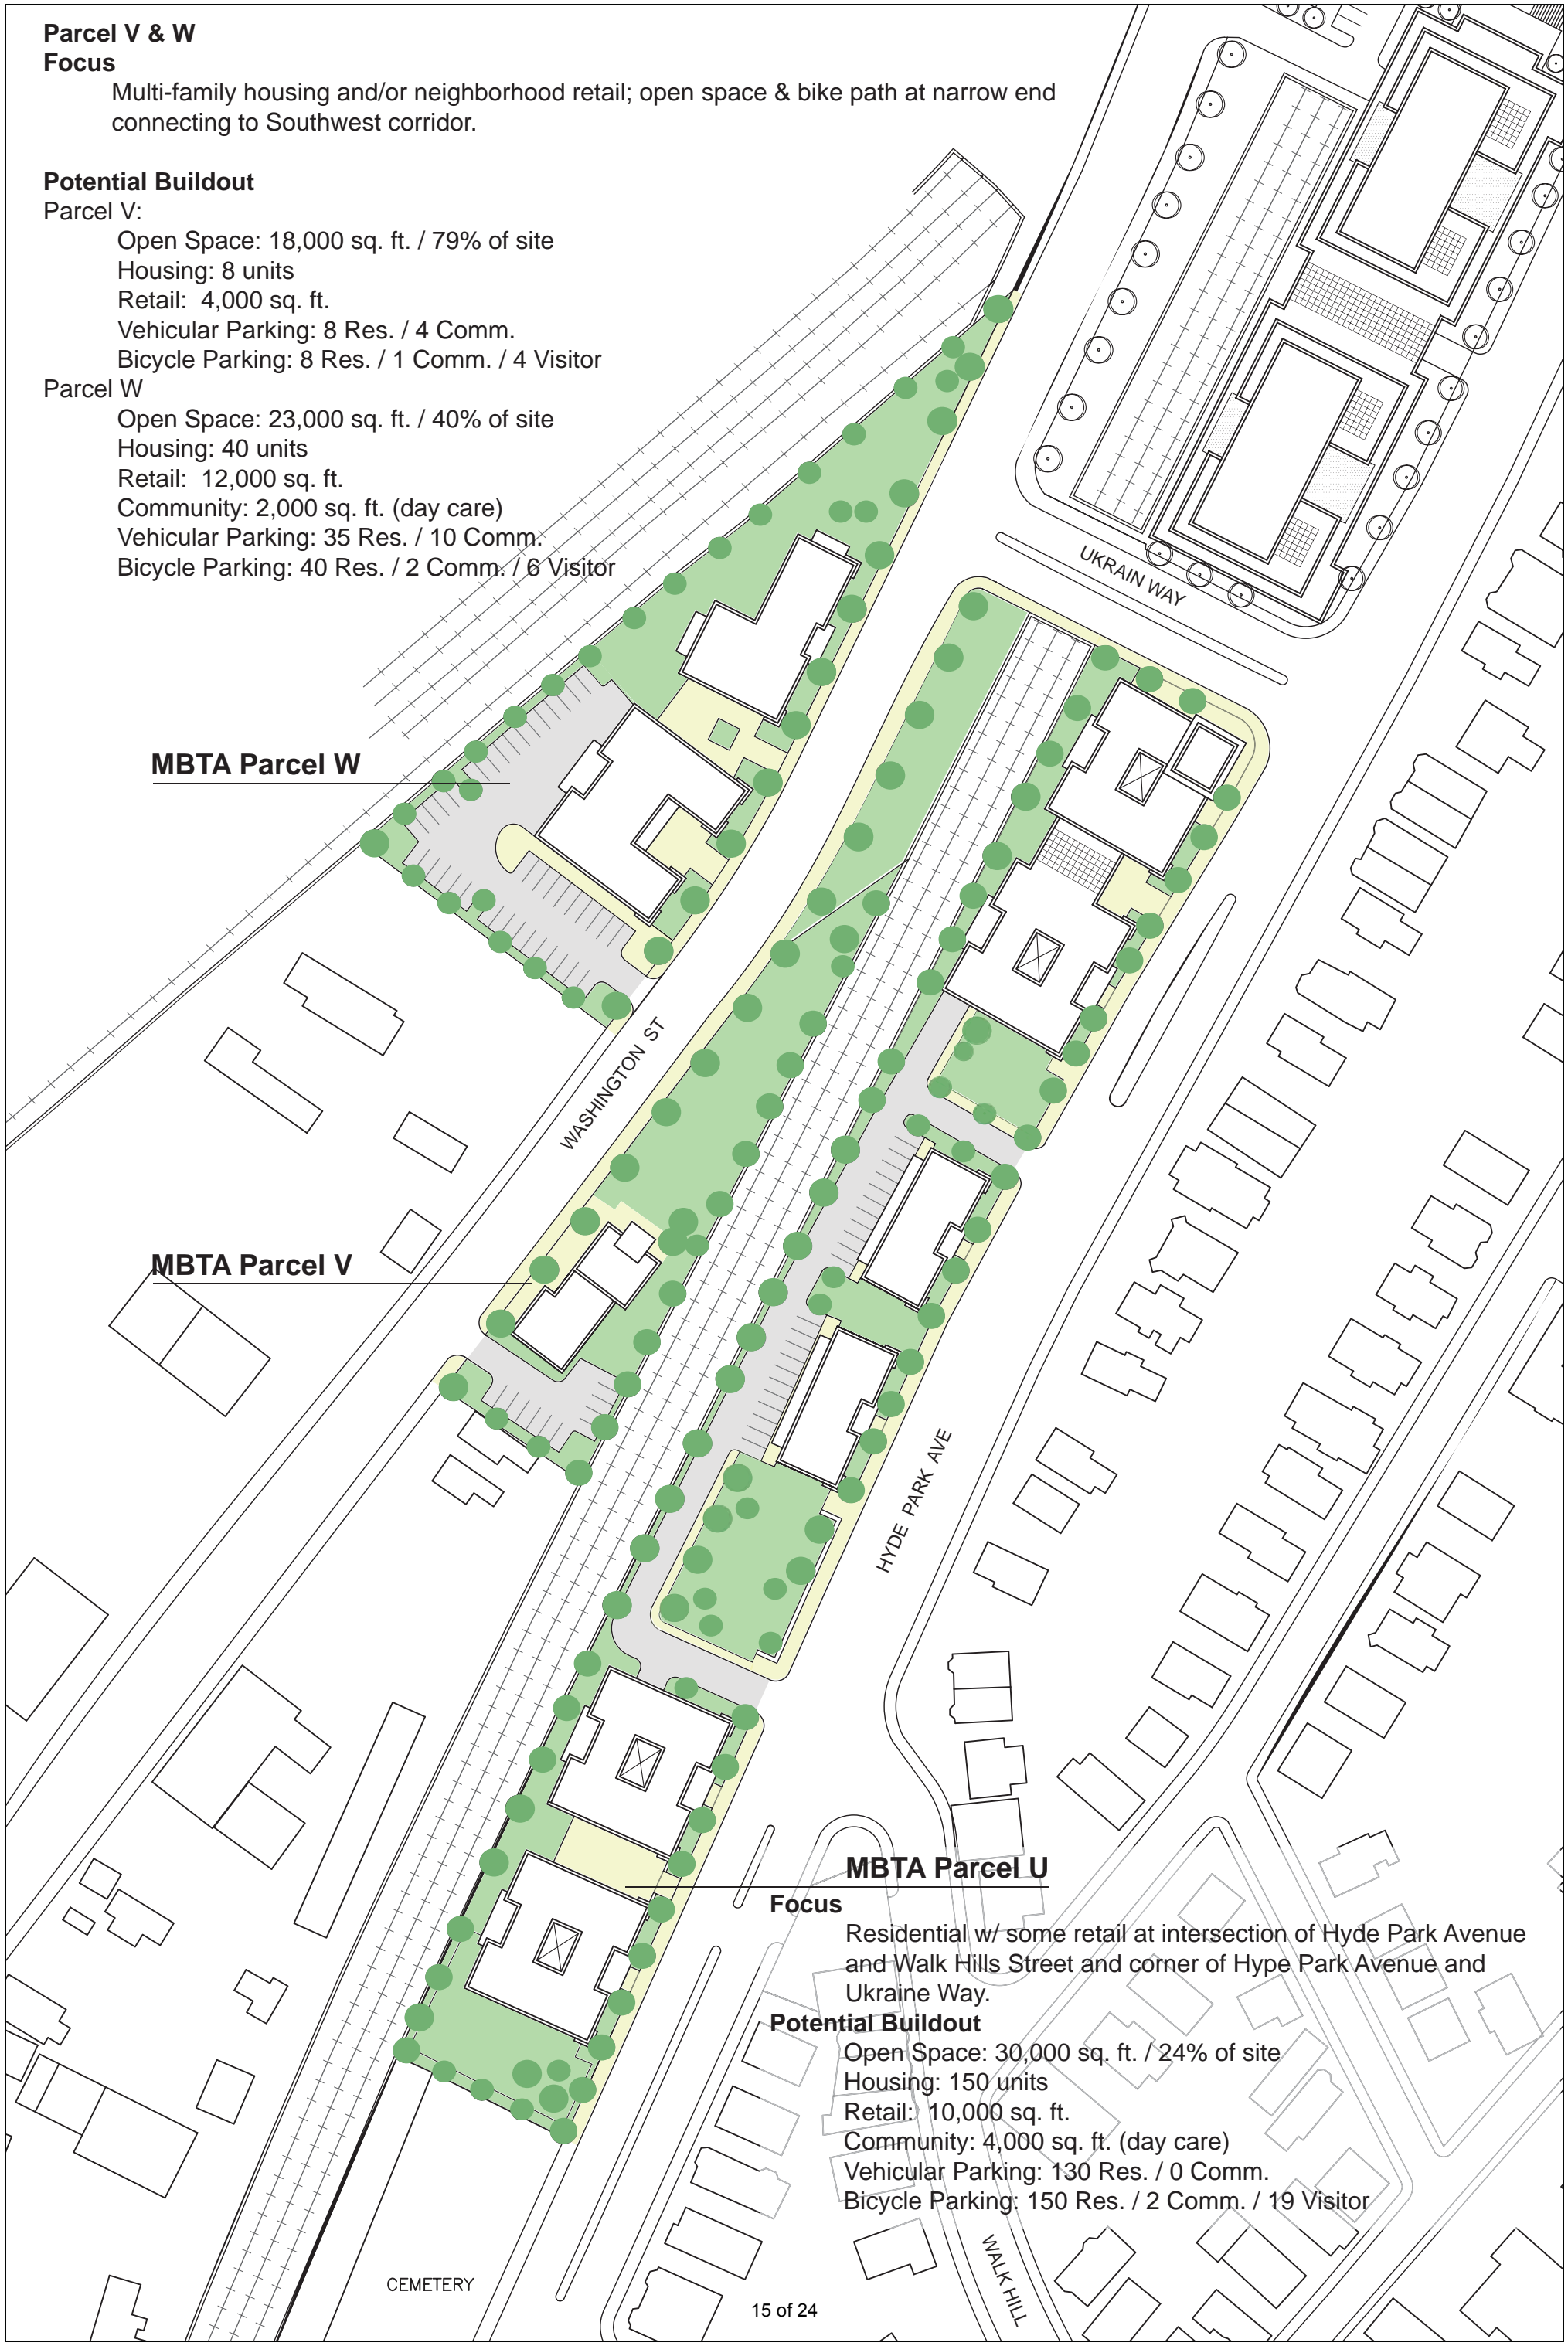 Parcel V & W
Focus
Multi-family housing and/or neighborhood retail; open space & bike path at narrow end
connecting to Southwest corridor.
Potential Buildout
Parcel V:
Open Space: 18,000 sq. ft. / 79% of site
Housing: 8 units
Retail:  4,000 sq. ft.
Vehicular Parking: 8 Res. / 4 Comm.
Bicycle Parking: 8 Res. / 1 Comm. / 4 Visitor
Parcel W
Open Space: 23,000 sq. ft. / 40% of site
Housing: 40 units
Retail:  12,000 sq. ft.
Community: 2,000 sq. ft. (day care)
Vehicular Parking: 35 Res. / 10 Comm.
Bicycle Parking: 40 Res. / 2 Comm. / 6 Visitor
UKRAIN WAY
MBTA Parcel W
WASHINGTON ST
MBTA Parcel V
HYDE PARK AVE
MBTA Parcel U
Focus
Residential w/ some retail at intersection of Hyde Park Avenue
and Walk Hills Street and corner of Hype Park Avenue and
Ukraine Way.
Potential Buildout
Open Space: 30,000 sq. ft. / 24% of site
Housing: 150 units
Retail:  10,000 sq. ft.
Community: 4,000 sq. ft. (day care)
Vehicular Parking: 130 Res. / 0 Comm.
Bicycle Parking: 150 Res. / 2 Comm. / 19 Visitor
WALK HILL
CEMETERY
15 of 24